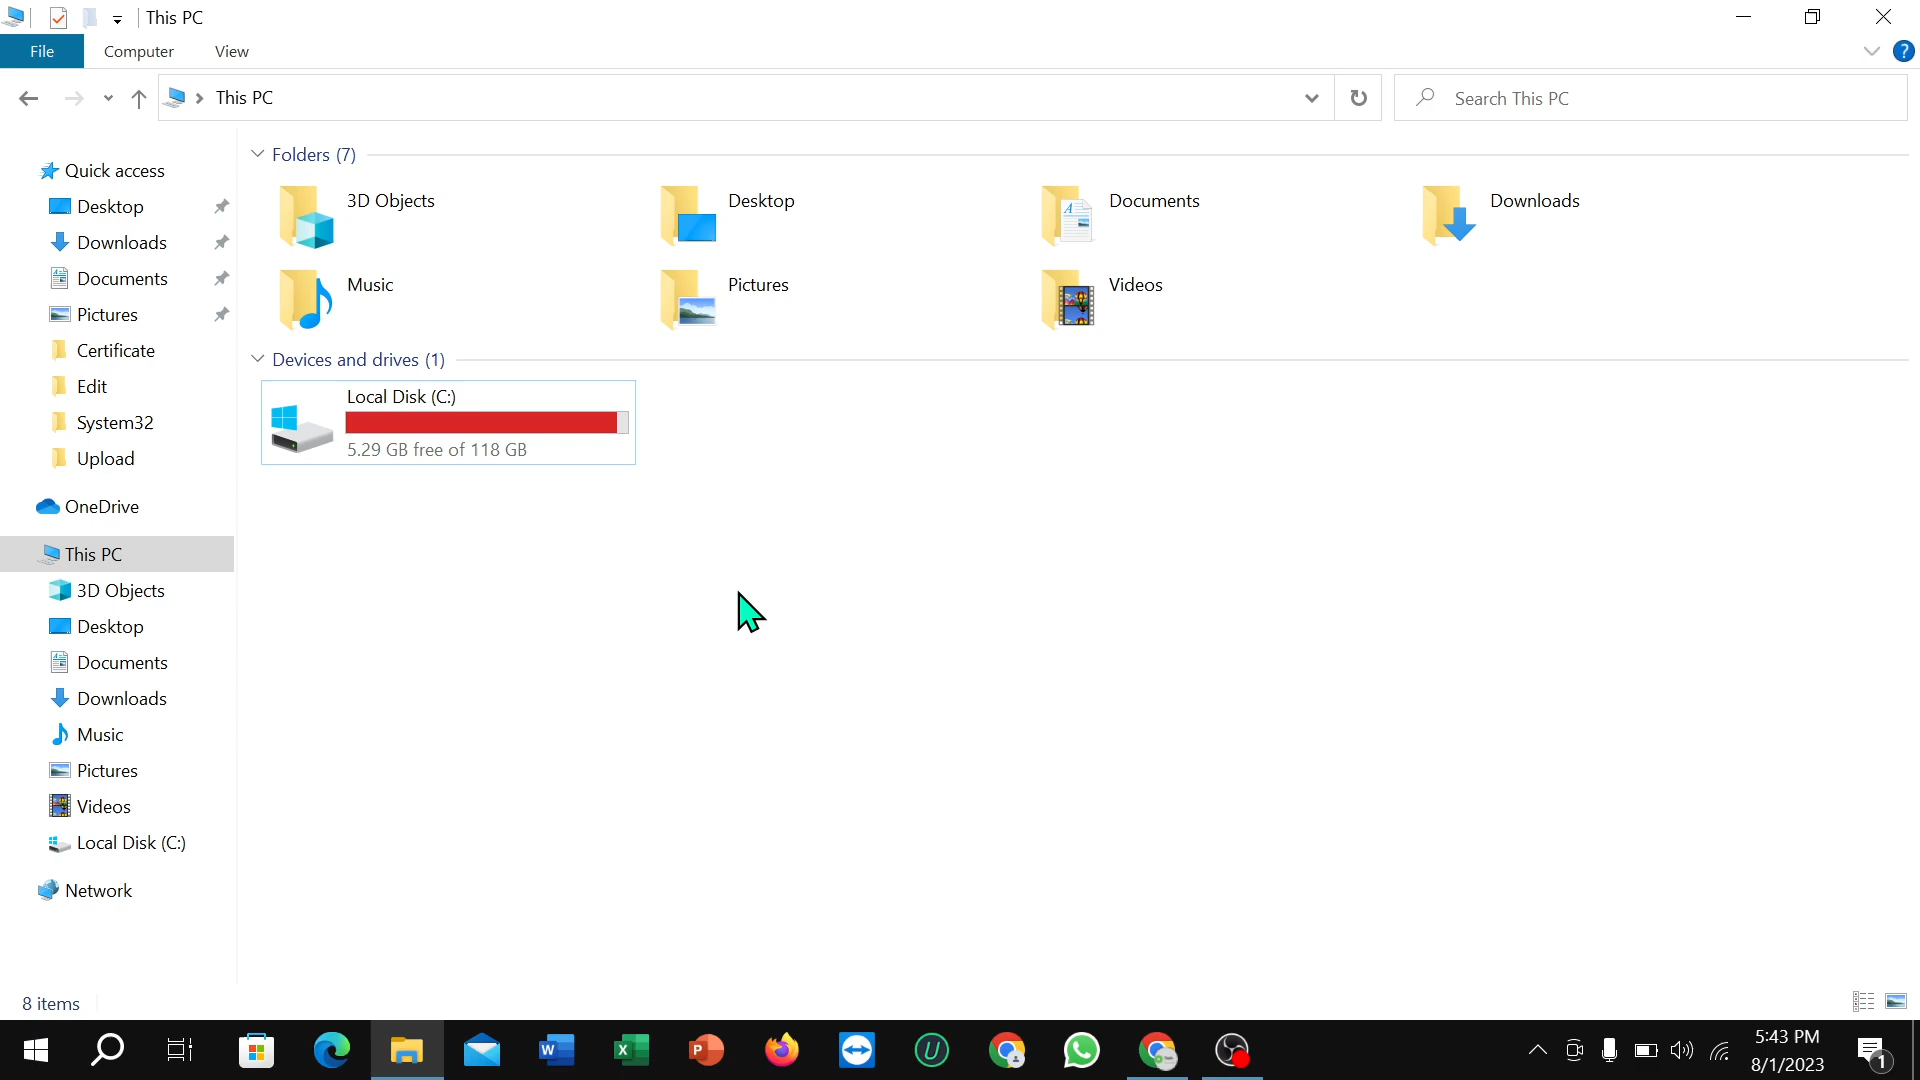 This PC
File Computer View
This PC
Search This PC
Quick access
Desktop
Downloads
Documents
Pictures
Certificate
Edit
System32
Upload
OneDrive
This PC
3D Objects
Desktop
Documents
Downloads
Music
Pictures
Videos
Local Disk (C:)
Network
Folders (7)
3D Objects
Desktop
Documents
Downloads
Music
Pictures
Videos
Devices and drives (1)
Local Disk (C:)
5.29 GB free of 118 GB
8 items
5:43 PM
8/1/2023
1